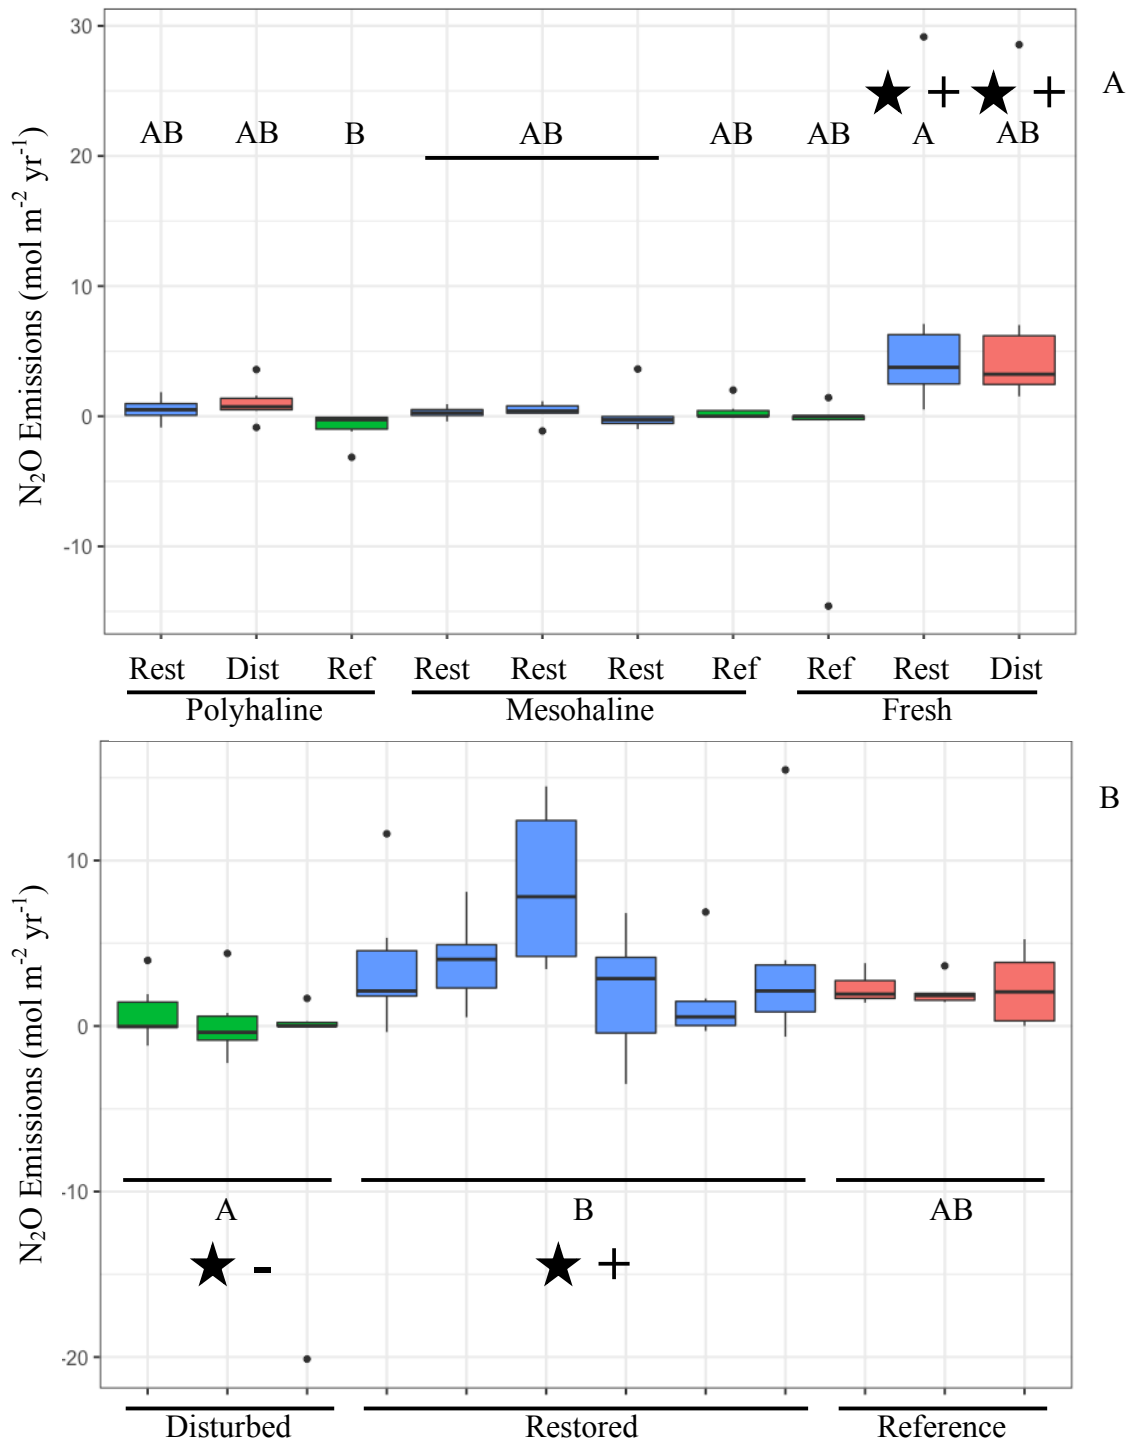 30
20
10
0
-10
N₂O Emissions (mol m⁻² yr⁻¹)
★ + ★ +
A
AB AB B AB AB AB A AB
Rest Dist Ref Rest Rest Rest Ref Ref Rest Dist
Polyhaline Mesohaline Fresh
B
10
0
-10
-20
N₂O Emissions (mol m⁻² yr⁻¹)
A B AB
★ - ★ +
Disturbed Restored Reference